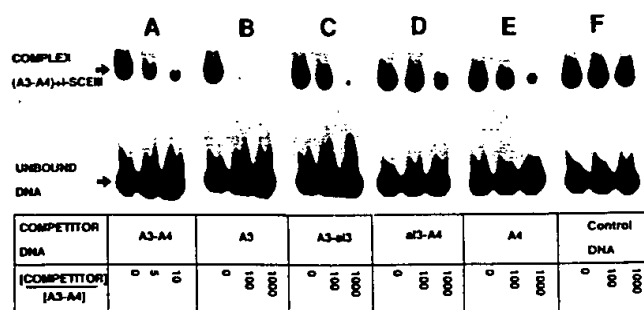 A B C D E F
COMPLEX
(A3-A4)+I-SCEIII
UNBOUND
DNA
COMPETITOR
DNA
A3-A4 A3 A3-aI3 aI3-A4 A4 Control
DNA
[COMPETITOR]
[A3-A4]
0 5 10 0 100 1000 0 100 1000 0 100 1000 0 100 1000 0 100 1000